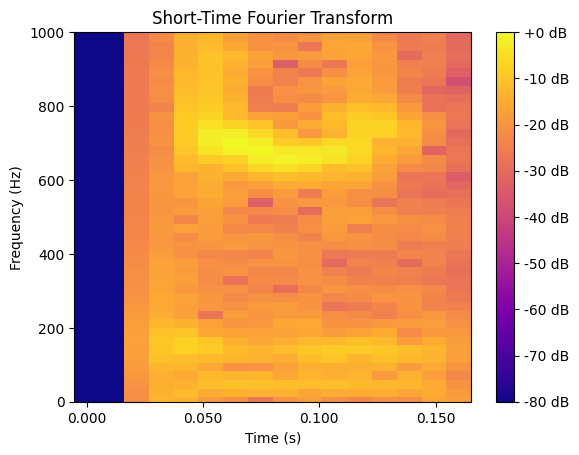 Short-Time Fourier Transform
1000
800
600
400
200
0
Frequency (Hz)
0.000
0.050
0.100
0.150
Time (s)
+0 dB
-10 dB
-20 dB
-30 dB
-40 dB
-50 dB
-60 dB
-70 dB
-80 dB